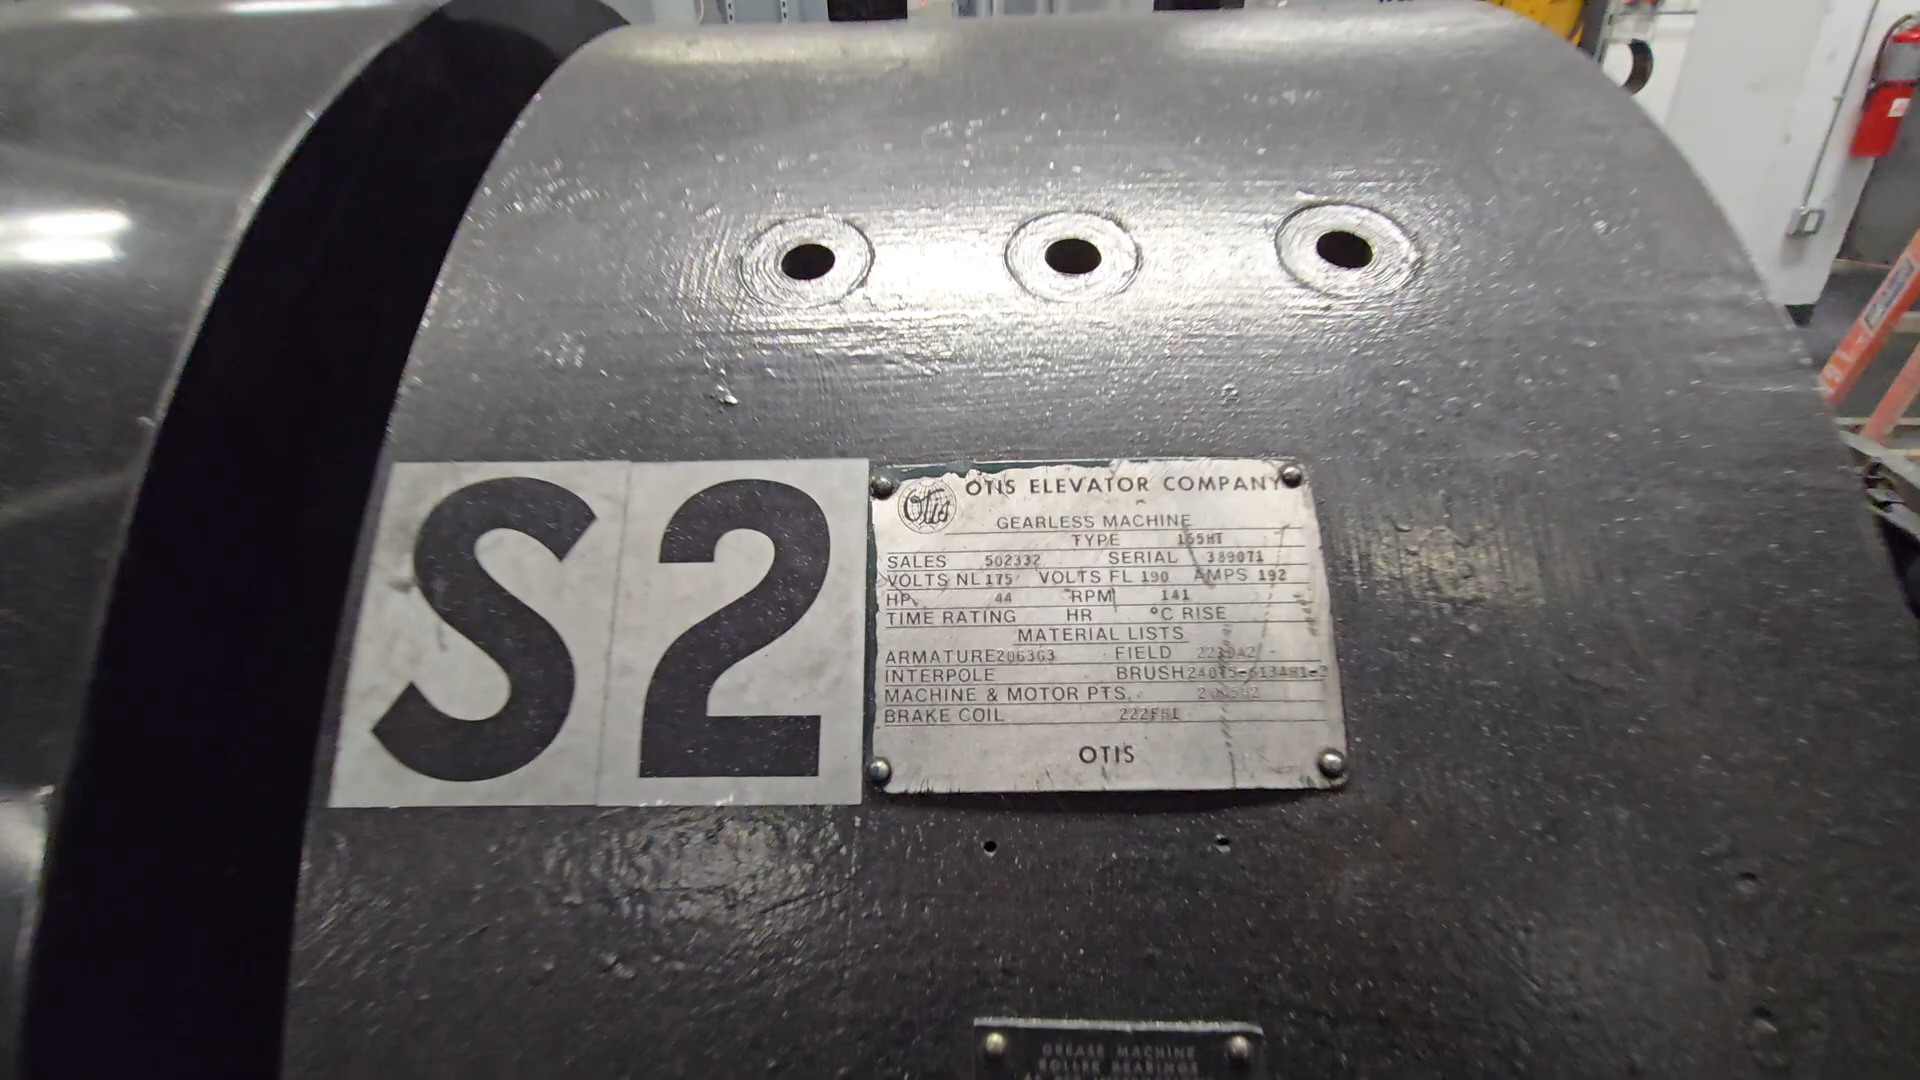 S2
Otis
OTIS ELEVATOR COMPANY
GEARLESS MACHINE
TYPE 165HT
SALES 502332 SERIAL 389071
VOLTS NL 175 VOLTS FL 190 AMPS 192
HP 44 RPM 141
TIME RATING HR °C RISE
MATERIAL LISTS
ARMATURE 206363 FIELD
INTERPOLE BRUSH
MACHINE & MOTOR PTS.
BRAKE COIL
OTIS
GREASE MACHINE
ROLLER BEARINGS